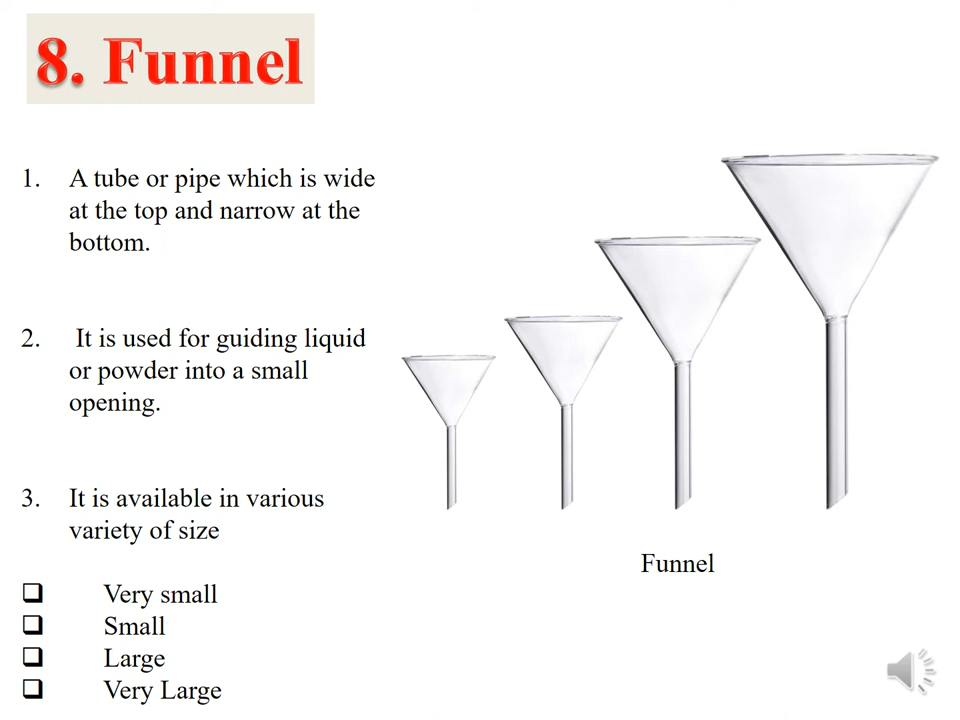 8. Funnel
1. A tube or pipe which is wide
at the top and narrow at the
bottom.
2. It is used for guiding liquid
or powder into a small
opening.
3. It is available in various
variety of size
❑ Very small
❑ Small
❑ Large
❑ Very Large
Funnel